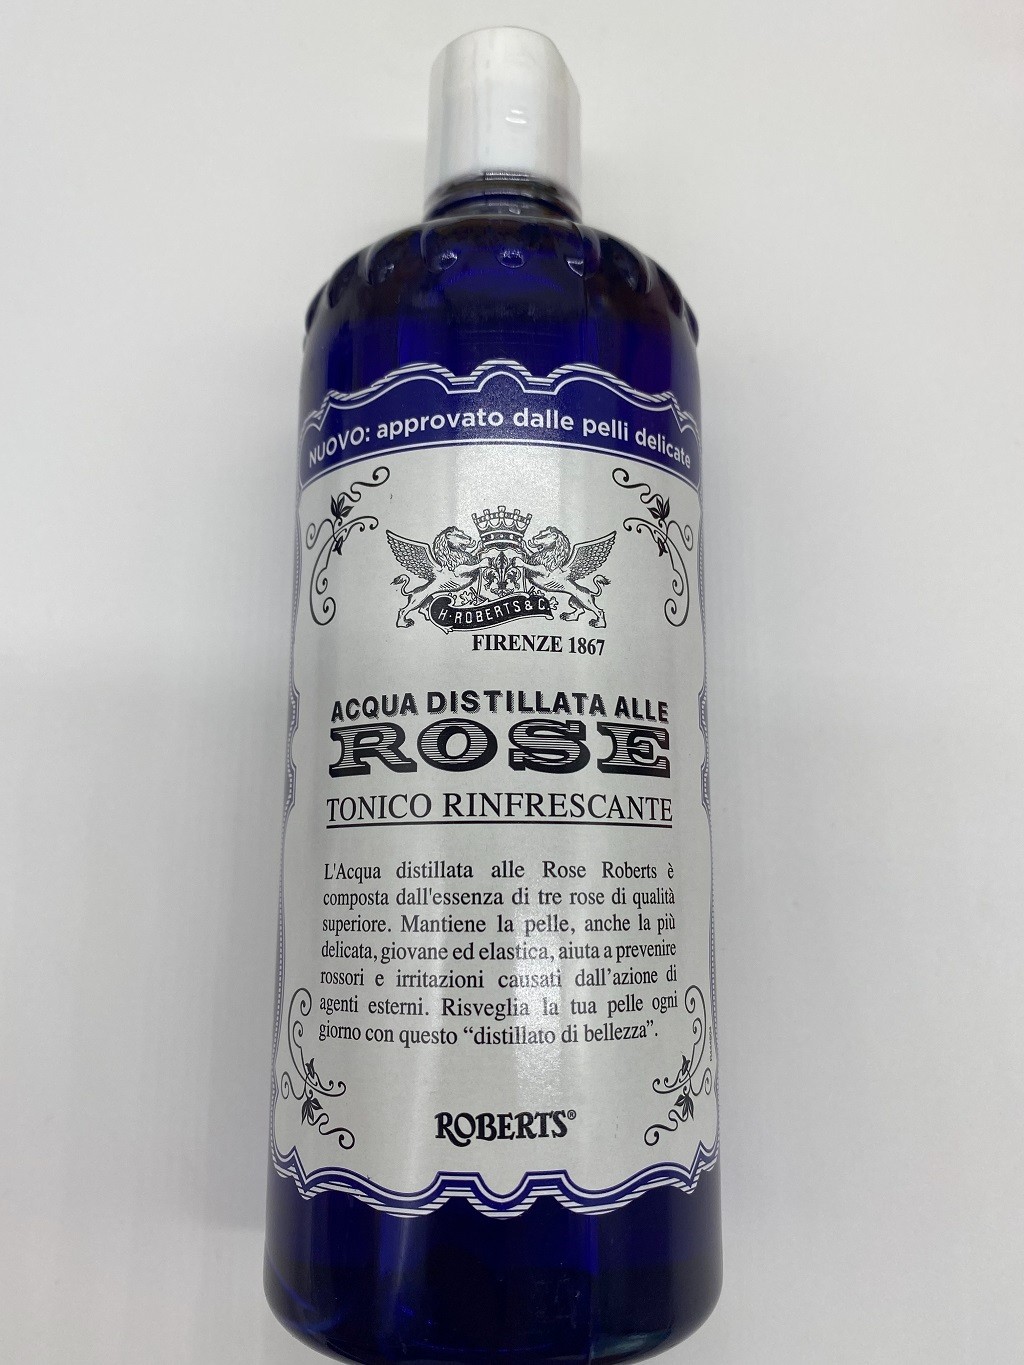 NUOVO: approvato dalle pelli delicate
H·ROBERTS & C.
FIRENZE 1867
ACQUA DISTILLATA ALLE
ROSE
TONICO RINFRESCANTE
L'Acqua distillata alle Rose Roberts è
composta dall'essenza di tre rose di qualità
superiore. Mantiene la pelle, anche la più
delicata, giovane ed elastica, aiuta a prevenire
rossori e irritazioni causati dall'azione di
agenti esterni. Risveglia la tua pelle ogni
giorno con questo “distillato di bellezza”.
ROBERTS®